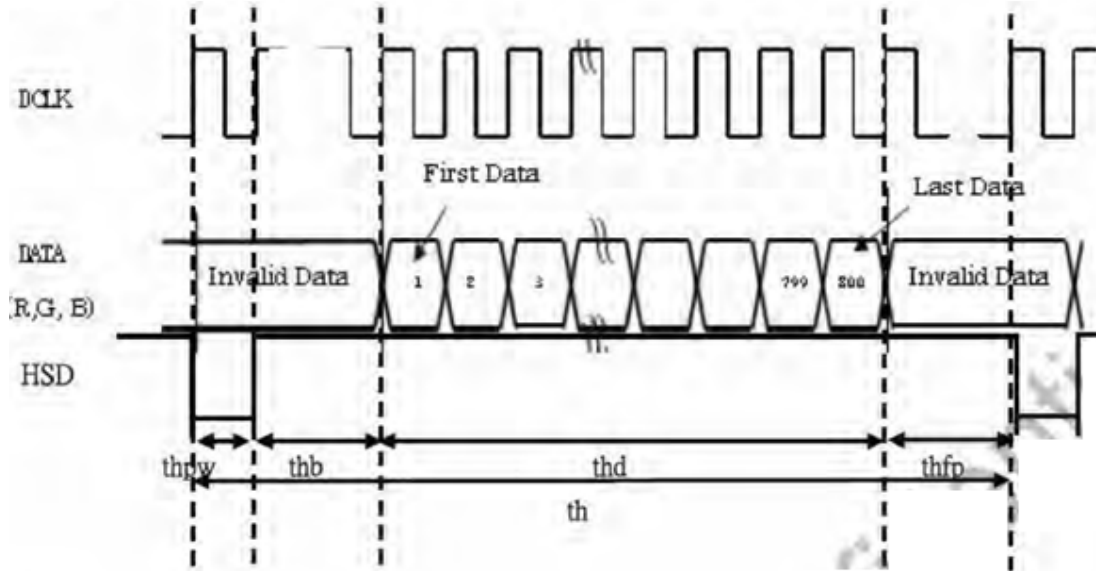 DCLK
First Data
Last Data
DATA
(R,G, B)
Invalid Data
1
2
3
799
800
Invalid Data
HSD
thpw
thb
thd
thfp
th